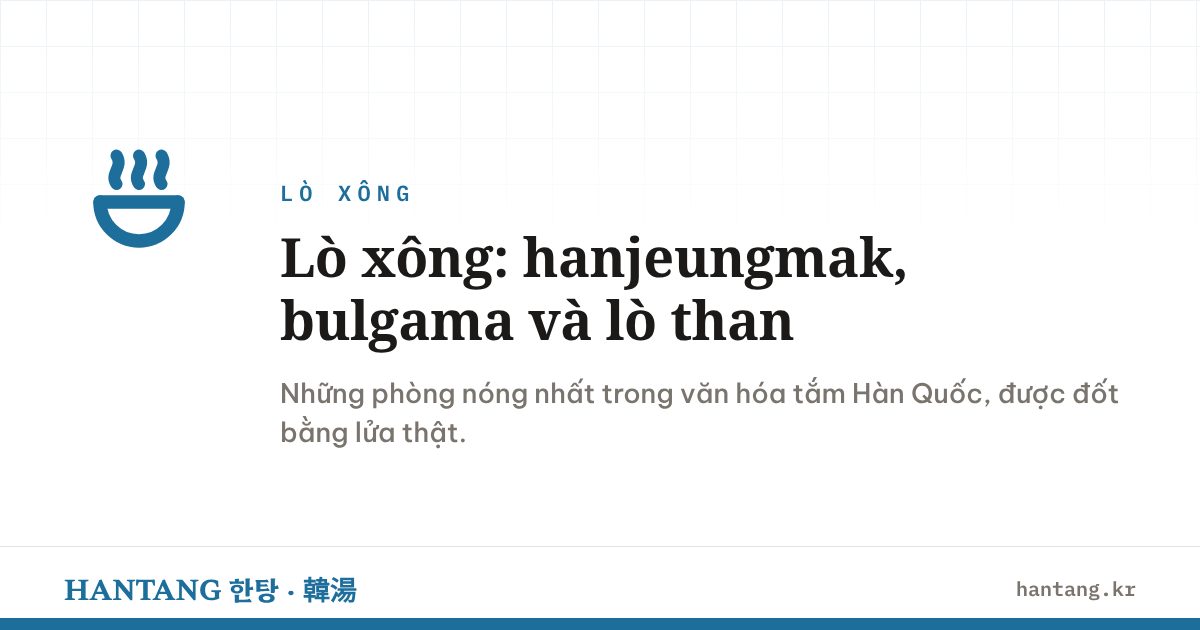 LÒ XÔNG
Lò xông: hanjeungmak,
bulgama và lò than
Những phòng nóng nhất trong văn hóa tắm Hàn Quốc, được đốt
bằng lửa thật.
HANTANG 한탕 · 韓湯
hantang.kr